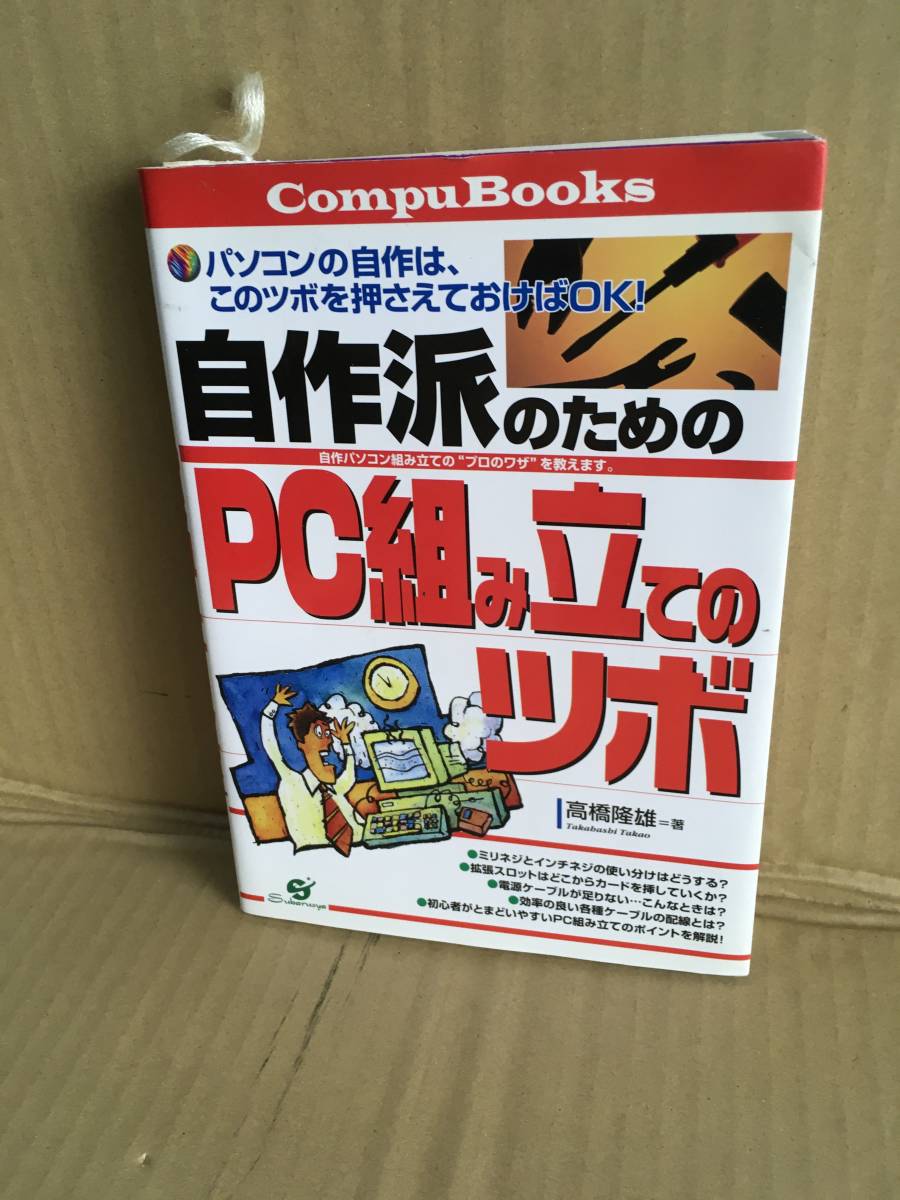 CompuBooks
パソコンの自作は、
このツボを押さえておけばOK!
自作派のための
自作パソコン組み立ての“プロのワザ”を教えます。
PC組み立ての
ツボ
高橋隆雄=著
Takahashi Takao
●ミリネジとインチネジの使い分けはどうする?
●拡張スロットはどこからカードを挿していくか?
●電源ケーブルが足りない…こんなときは?
●効率の良い各種ケーブルの配線とは?
●初心者がとまどいやすいPC組み立てのポイントを解説!
Subarusya